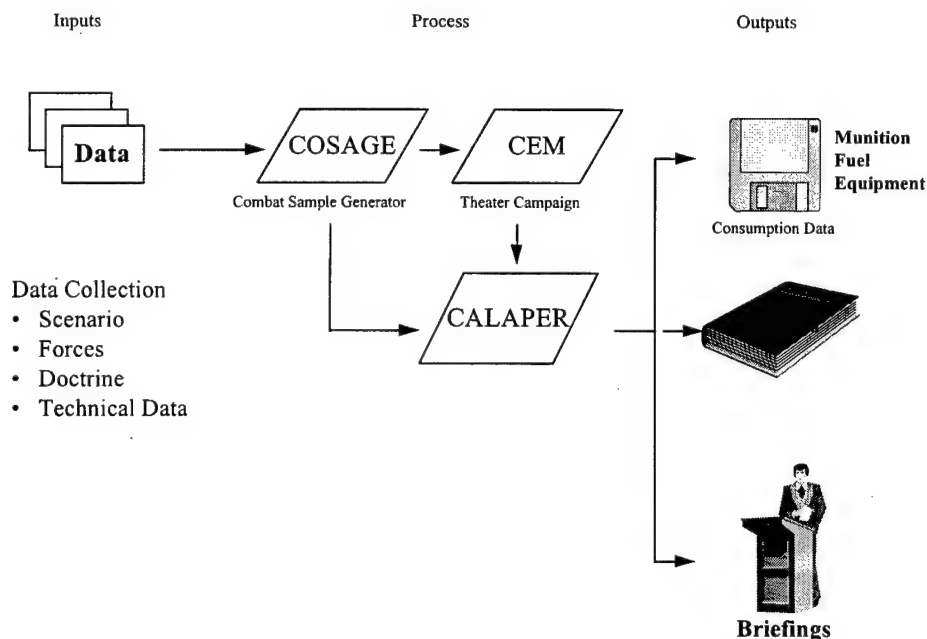 Inputs
Process
Outputs
Data
COSAGE
CEM
Combat Sample Generator
Theater Campaign
Munition
Fuel
Equipment
Consumption Data
CALAPER
Data Collection
• Scenario
• Forces
• Doctrine
• Technical Data
Briefings